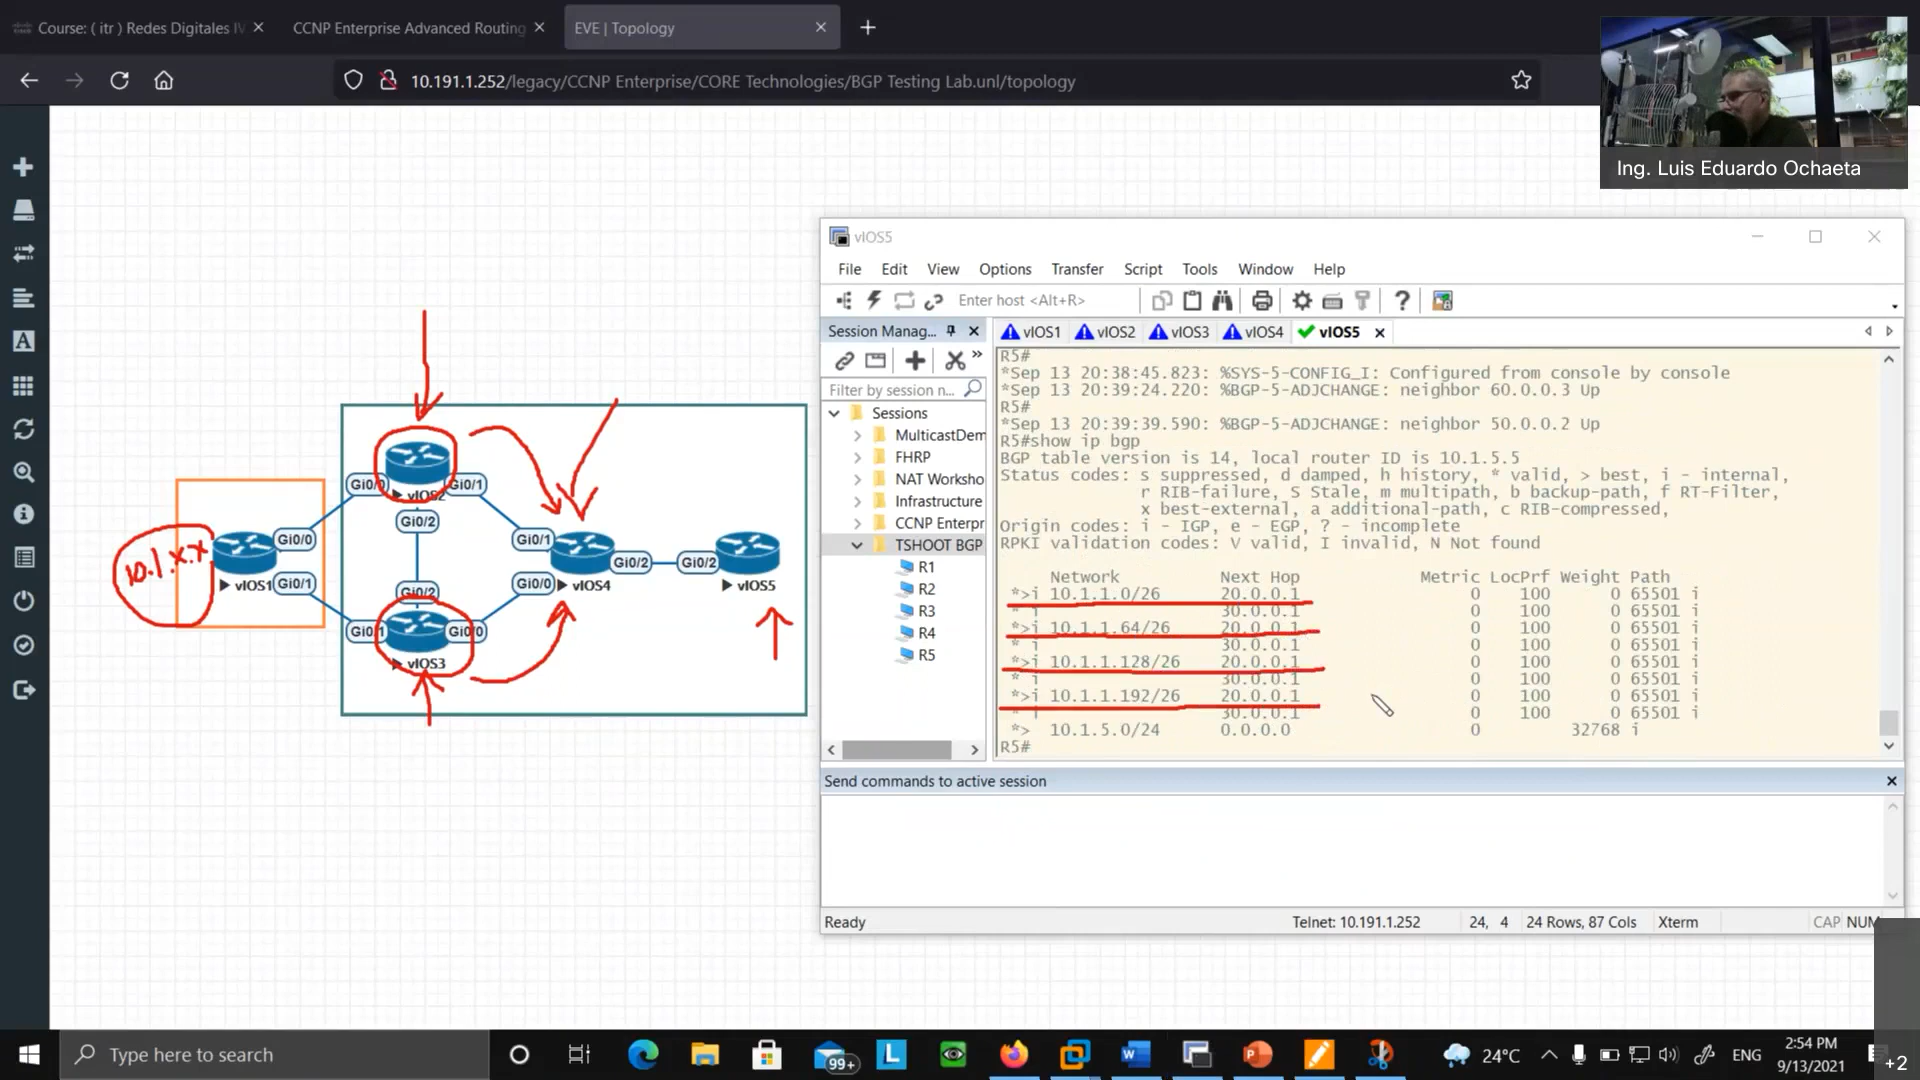 Course: ( itr ) Redes Digitales IV
CCNP Enterprise Advanced Routing
EVE | Topology
10.191.1.252/legacy/CCNP Enterprise/CORE Technologies/BGP Testing Lab.unl/topology
Ing. Luis Eduardo Ochaeta
vIOS5
File Edit View Options Transfer Script Tools Window Help
Enter host <Alt+R>
Session Manag...
vIOS1 vIOS2 vIOS3 vIOS4 vIOS5
Filter by session n...
Sessions
MulticastDem
FHRP
NAT Worksho
Infrastructure
CCNP Enterpr
TSHOOT BGP
R1
R2
R3
R4
R5
R5#
*Sep 13 20:38:45.823: %SYS-5-CONFIG_I: Configured from console by console
*Sep 13 20:39:24.220: %BGP-5-ADJCHANGE: neighbor 60.0.0.3 Up
R5#
*Sep 13 20:39:39.590: %BGP-5-ADJCHANGE: neighbor 50.0.0.2 Up
R5#show ip bgp
BGP table version is 14, local router ID is 10.1.5.5
Status codes: s suppressed, d damped, h history, * valid, > best, i - internal,
r RIB-failure, S Stale, m multipath, b backup-path, f RT-Filter,
x best-external, a additional-path, c RIB-compressed,
Origin codes: i - IGP, e - EGP, ? - incomplete
RPKI validation codes: V valid, I invalid, N Not found
Network Next Hop Metric LocPrf Weight Path
*>i 10.1.1.0/26 20.0.0.1 0 100 0 65501 i
* i 30.0.0.1 0 100 0 65501 i
*>i 10.1.1.64/26 20.0.0.1 0 100 0 65501 i
* i 30.0.0.1 0 100 0 65501 i
*>i 10.1.1.128/26 20.0.0.1 0 100 0 65501 i
* i 30.0.0.1 0 100 0 65501 i
*>i 10.1.1.192/26 20.0.0.1 0 100 0 65501 i
* i 30.0.0.1 0 100 0 65501 i
*> 10.1.5.0/24 0.0.0.0 0 32768 i
R5#
Send commands to active session
Ready
Telnet: 10.191.1.252 24, 4 24 Rows, 87 Cols Xterm CAP NUM
10.1.x.x
vIOS1
Gi0/0
Gi0/1
Gi0/0
vIOS2
Gi0/1
Gi0/2
Gi0/2
Gi0/1
vIOS3
Gi0/0
Gi0/1
Gi0/0
vIOS4
Gi0/2
Gi0/2
vIOS5
Type here to search
99+
24°C
ENG
2:54 PM
9/13/2021
+2